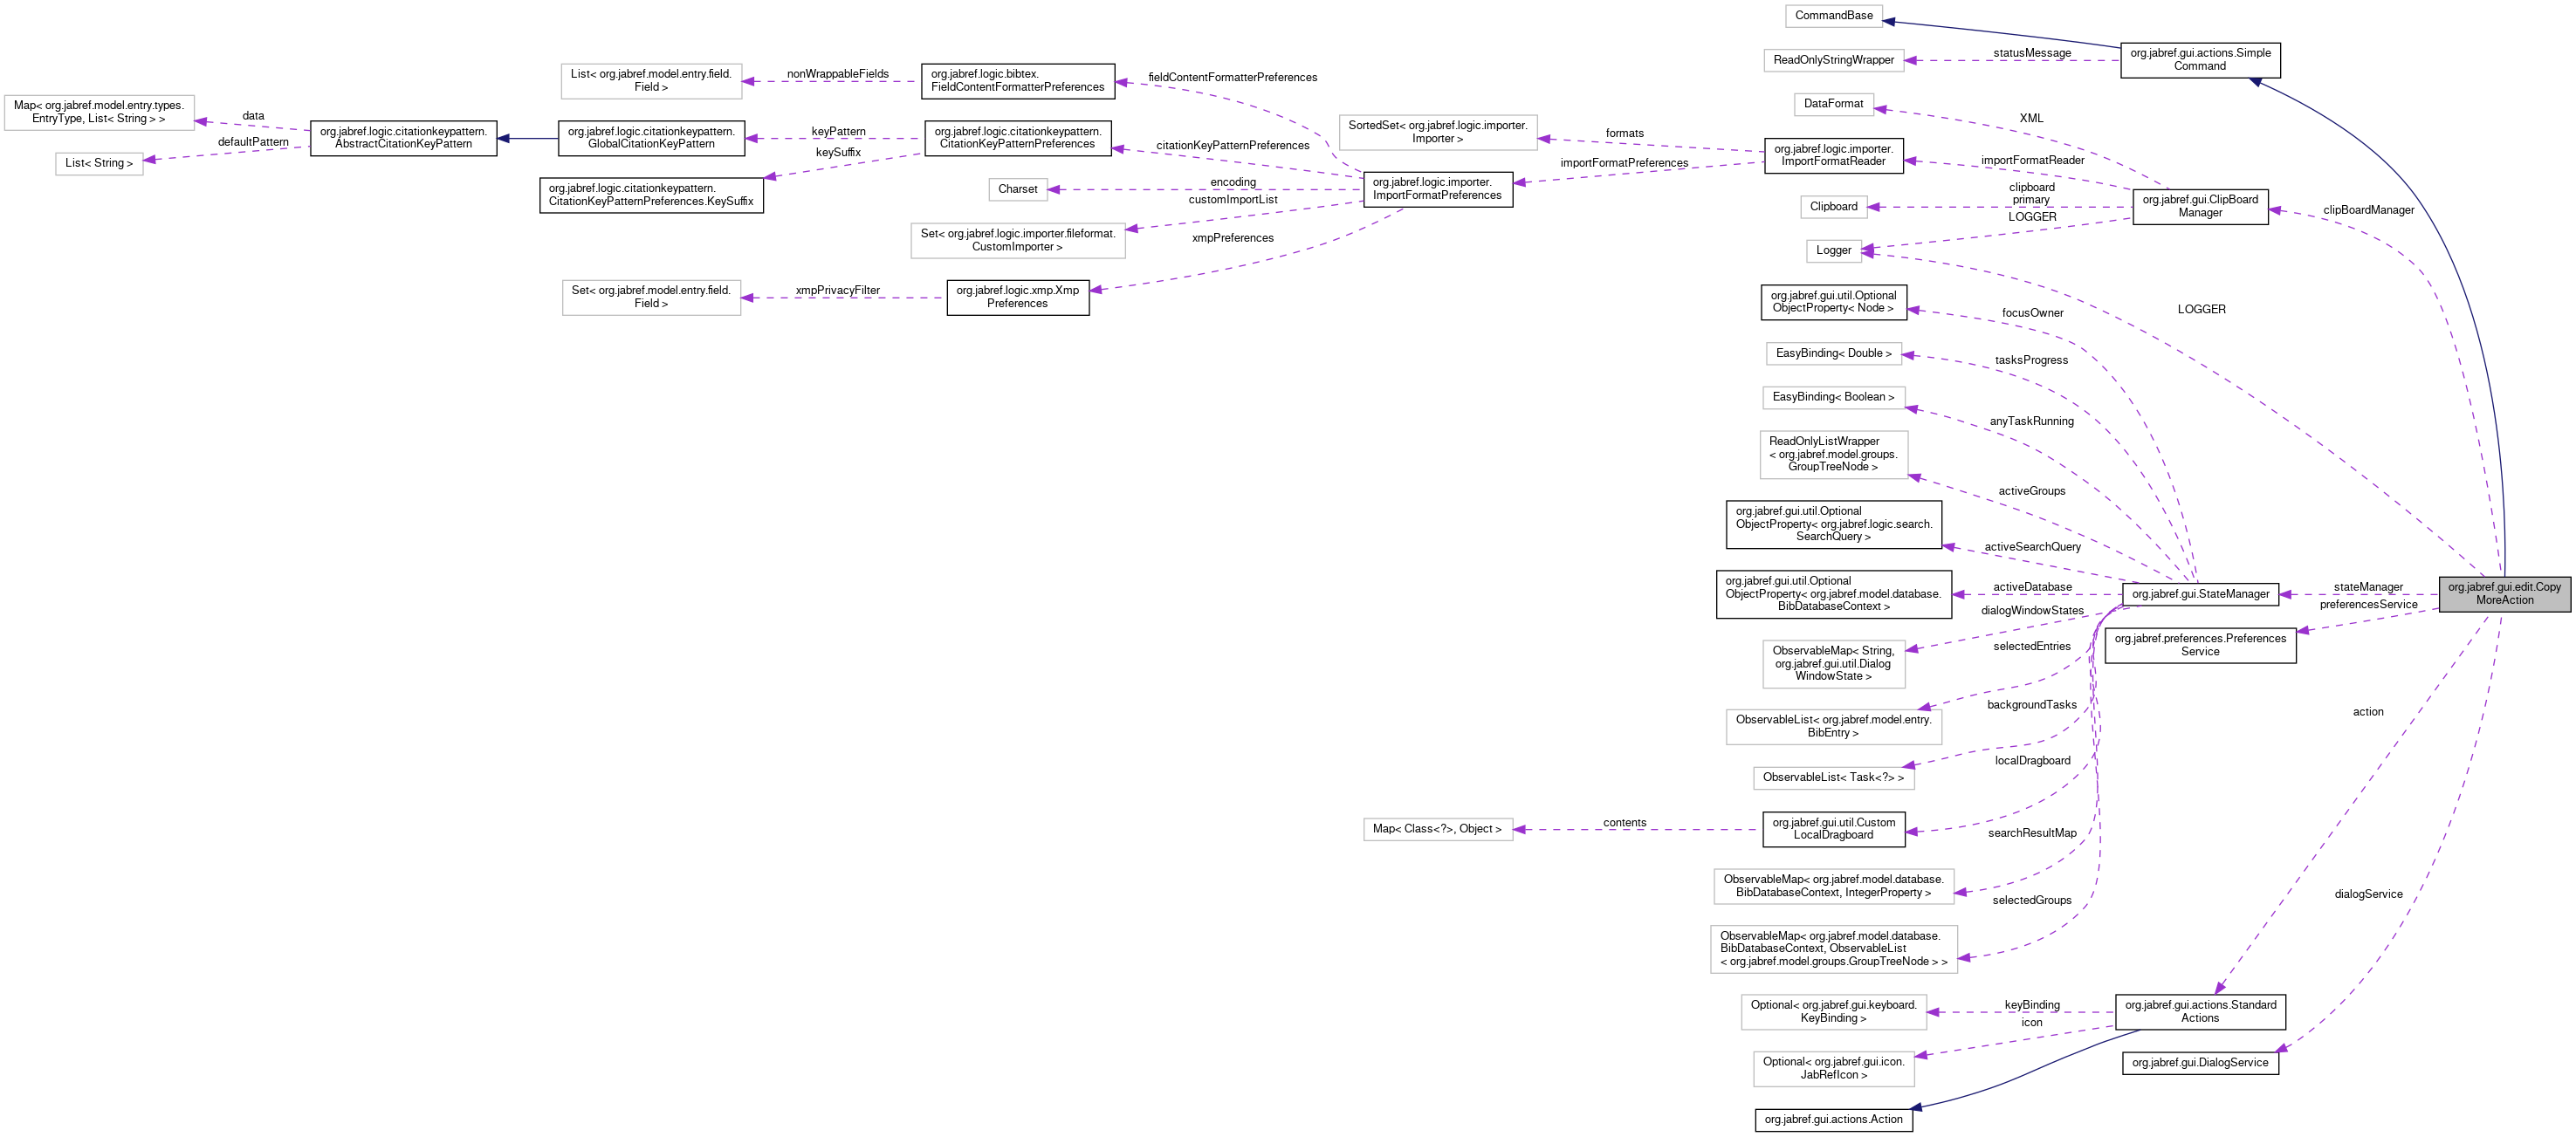 CommandBase
org.jabref.gui.actions.Simple
Command
statusMessage
ReadOnlyStringWrapper
List< org.jabref.model.entry.field.
Field >
nonWrappableFields
org.jabref.logic.bibtex.
FieldContentFormatterPreferences
fieldContentFormatterPreferences
Map< org.jabref.model.entry.types.
EntryType, List< String > >
data
defaultPattern
List< String >
org.jabref.logic.citationkeypattern.
AbstractCitationKeyPattern
org.jabref.logic.citationkeypattern.
GlobalCitationKeyPattern
keyPattern
keySuffix
org.jabref.logic.citationkeypattern.
CitationKeyPatternPreferences
citationKeyPatternPreferences
org.jabref.logic.citationkeypattern.
CitationKeyPatternPreferences.KeySuffix
Charset
encoding
customImportList
Set< org.jabref.logic.importer.fileformat.
CustomImporter >
xmpPreferences
Set< org.jabref.model.entry.field.
Field >
xmpPrivacyFilter
org.jabref.logic.xmp.Xmp
Preferences
SortedSet< org.jabref.logic.importer.
Importer >
formats
importFormatPreferences
org.jabref.logic.importer.
ImportFormatPreferences
DataFormat
XML
org.jabref.logic.importer.
ImportFormatReader
importFormatReader
clipboard
primary
Clipboard
LOGGER
Logger
org.jabref.gui.ClipBoard
Manager
clipBoardManager
LOGGER
org.jabref.gui.util.Optional
ObjectProperty< Node >
focusOwner
EasyBinding< Double >
tasksProgress
EasyBinding< Boolean >
anyTaskRunning
ReadOnlyListWrapper
< org.jabref.model.groups.
GroupTreeNode >
activeGroups
org.jabref.gui.util.Optional
ObjectProperty< org.jabref.logic.search.
SearchQuery >
activeSearchQuery
org.jabref.gui.util.Optional
ObjectProperty< org.jabref.model.database.
BibDatabaseContext >
activeDatabase
org.jabref.gui.StateManager
stateManager
org.jabref.gui.edit.Copy
MoreAction
preferencesService
org.jabref.preferences.Preferences
Service
dialogWindowStates
ObservableMap< String,
org.jabref.gui.util.Dialog
WindowState >
selectedEntries
ObservableList< org.jabref.model.entry.
BibEntry >
backgroundTasks
ObservableList< Task<?> >
localDragboard
Map< Class<?>, Object >
contents
org.jabref.gui.util.Custom
LocalDragboard
searchResultMap
ObservableMap< org.jabref.model.database.
BibDatabaseContext, IntegerProperty >
selectedGroups
ObservableMap< org.jabref.model.database.
BibDatabaseContext, ObservableList
< org.jabref.model.groups.GroupTreeNode > >
action
dialogService
Optional< org.jabref.gui.keyboard.
KeyBinding >
keyBinding
icon
org.jabref.gui.actions.Standard
Actions
Optional< org.jabref.gui.icon.
JabRefIcon >
org.jabref.gui.DialogService
org.jabref.gui.actions.Action